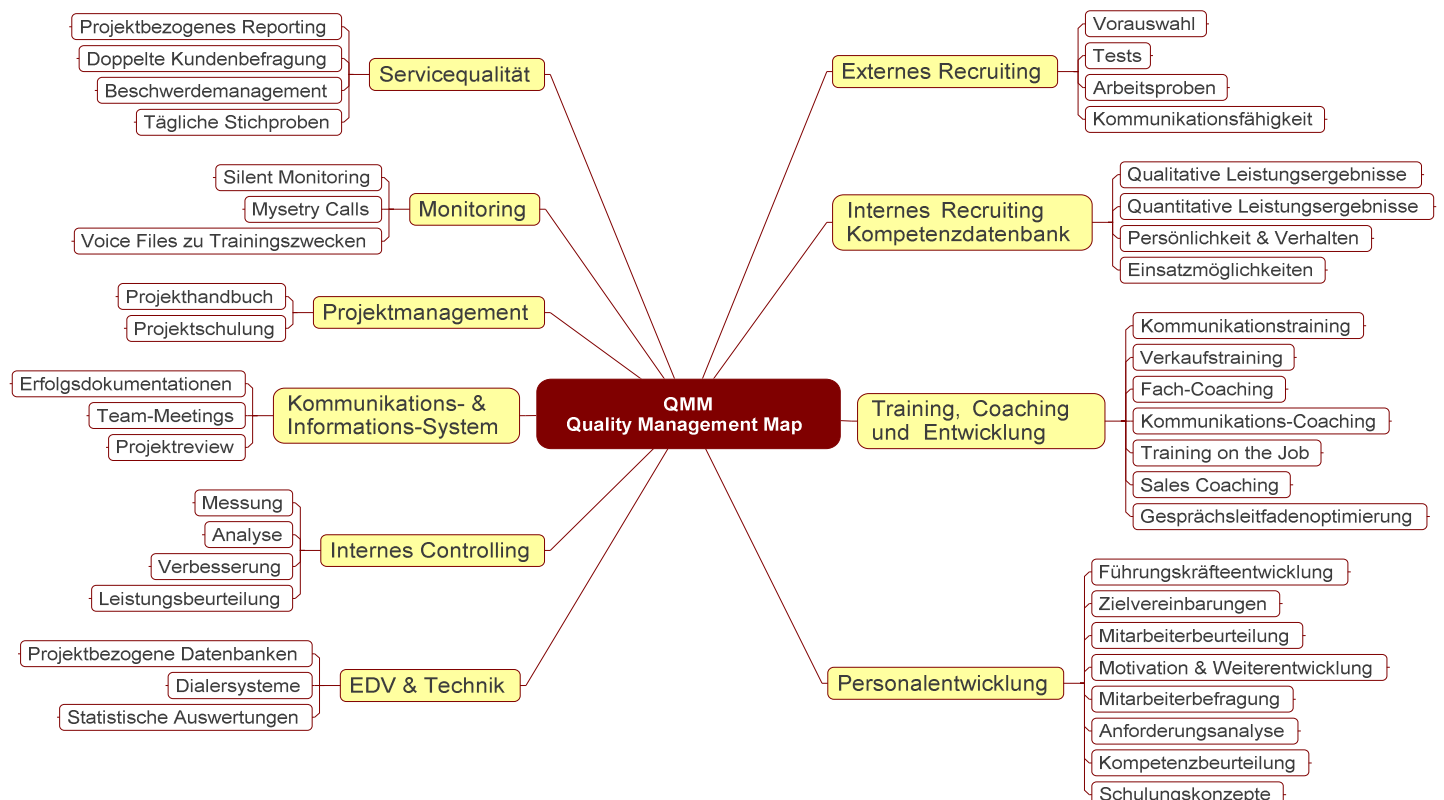 Projektbezogenes Reporting
Doppelte Kundenbefragung
Beschwerdemanagement
Tägliche Stichproben
Servicequalität
Silent Monitoring
Mysetry Calls
Voice Files zu Trainingszwecken
Monitoring
Projekthandbuch
Projektschulung
Projektmanagement
Erfolgsdokumentationen
Team-Meetings
Projektreview
Kommunikations- &
Informations-System
Messung
Analyse
Verbesserung
Leistungsbeurteilung
Internes Controlling
Projektbezogene Datenbanken
Dialersysteme
Statistische Auswertungen
EDV & Technik
QMM
Quality Management Map
Externes Recruiting
Vorauswahl
Tests
Arbeitsproben
Kommunikationsfähigkeit
Internes Recruiting
Kompetenzdatenbank
Qualitative Leistungsergebnisse
Quantitative Leistungsergebnisse
Persönlichkeit & Verhalten
Einsatzmöglichkeiten
Training, Coaching
und Entwicklung
Kommunikationstraining
Verkaufstraining
Fach-Coaching
Kommunikations-Coaching
Training on the Job
Sales Coaching
Gesprächsleitfadenoptimierung
Personalentwicklung
Führungskräfteentwicklung
Zielvereinbarungen
Mitarbeiterbeurteilung
Motivation & Weiterentwicklung
Mitarbeiterbefragung
Anforderungsanalyse
Kompetenzbeurteilung
Schulungskonzepte